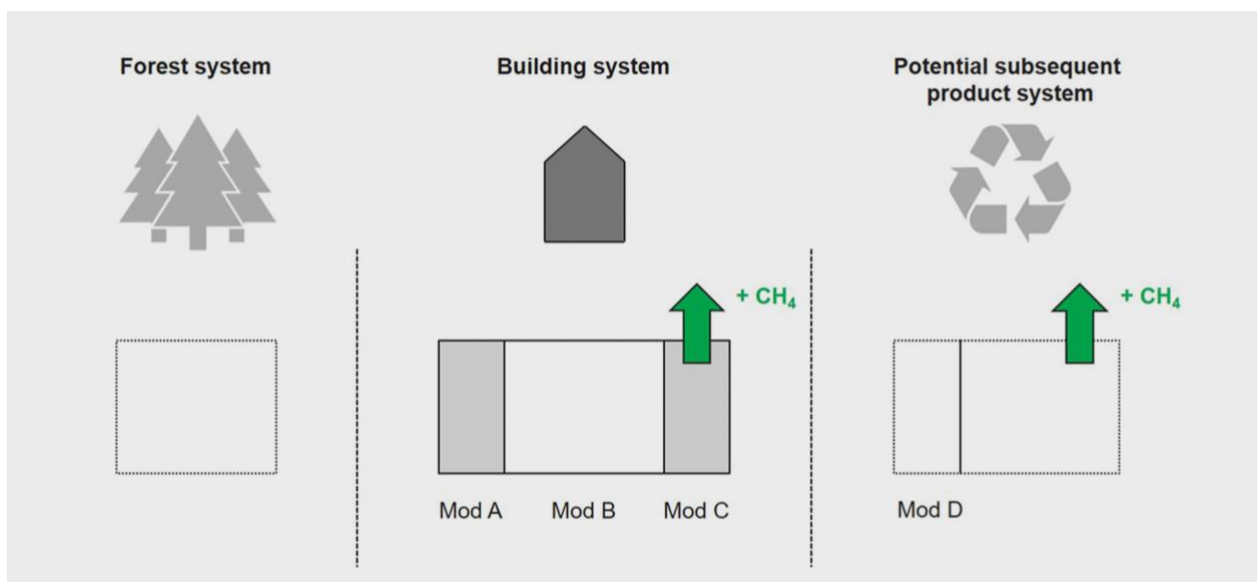 Forest system
Building system
Potential subsequent
product system
+ CH₄
+ CH₄
Mod A
Mod B
Mod C
Mod D